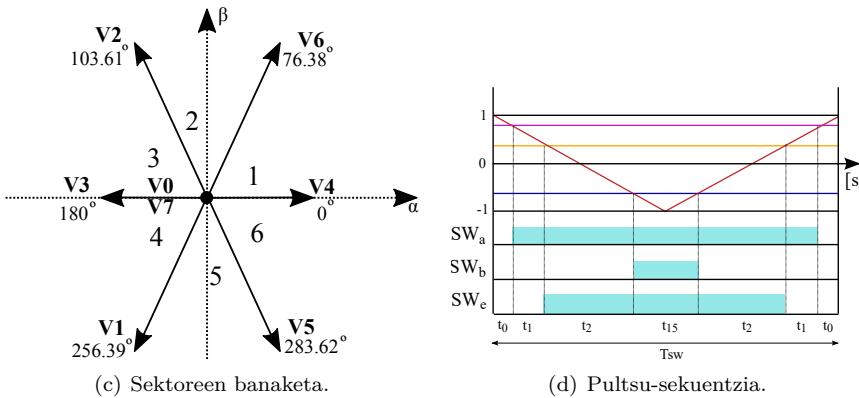 β
V2
103.61°
V6
76.38°
2
3
1
V3
180°
V0
V7
V4
0°
α
4
6
5
V1
256.39°
V5
283.62°
(c) Sektoreen banaketa.
1
0
-1
[s
SWa
SWb
SWe
t0 t1 t2 t15 t2 t1 t0
Tsw
(d) Pultsu-sekuentzia.